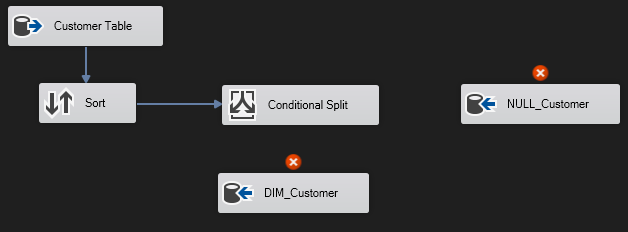 Customer Table
Sort
Conditional Split
NULL_Customer
DIM_Customer